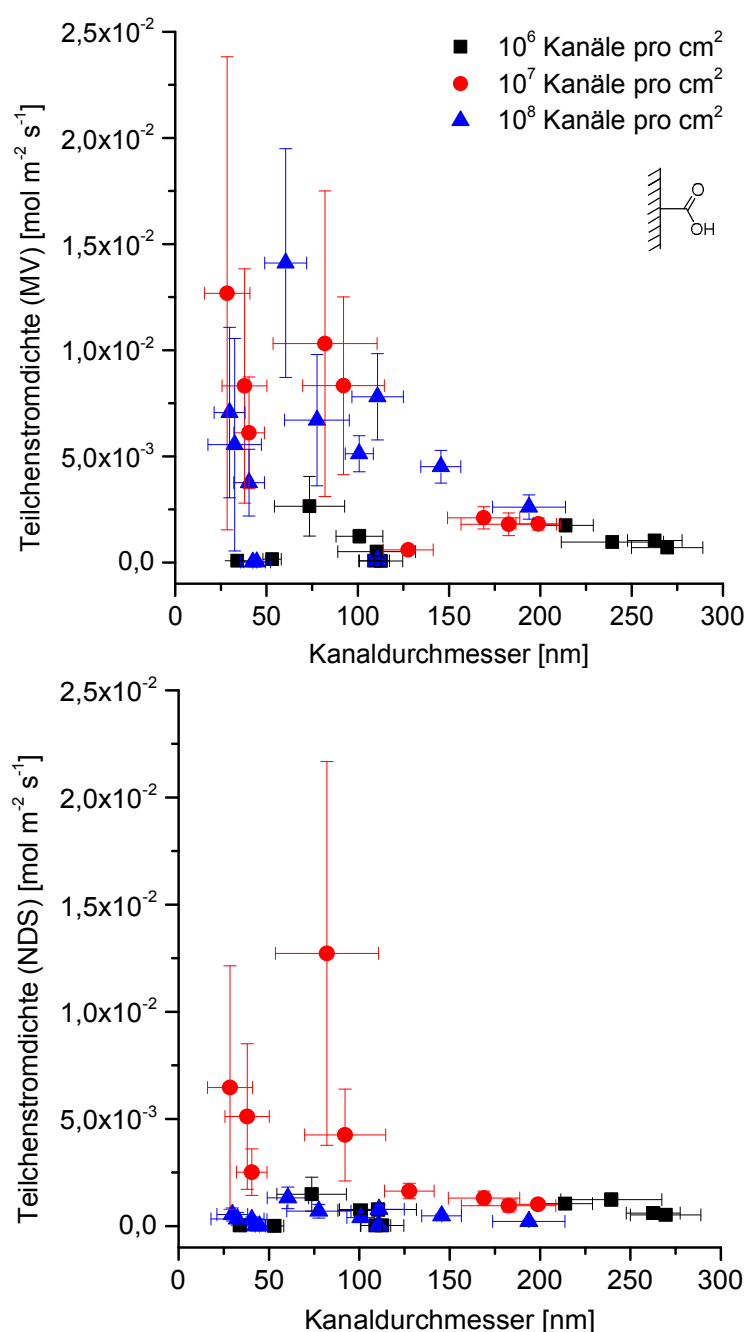 2,5x10⁻²
2,0x10⁻²
1,5x10⁻²
1,0x10⁻²
5,0x10⁻³
0,0
Teilchenstromdichte (MV) [mol m⁻² s⁻¹]
10⁶ Kanäle pro cm²
10⁷ Kanäle pro cm²
10⁸ Kanäle pro cm²
O
OH
0 50 100 150 200 250 300
Kanaldurchmesser [nm]
2,5x10⁻²
2,0x10⁻²
1,5x10⁻²
1,0x10⁻²
5,0x10⁻³
0,0
Teilchenstromdichte (NDS) [mol m⁻² s⁻¹]
0 50 100 150 200 250 300
Kanaldurchmesser [nm]